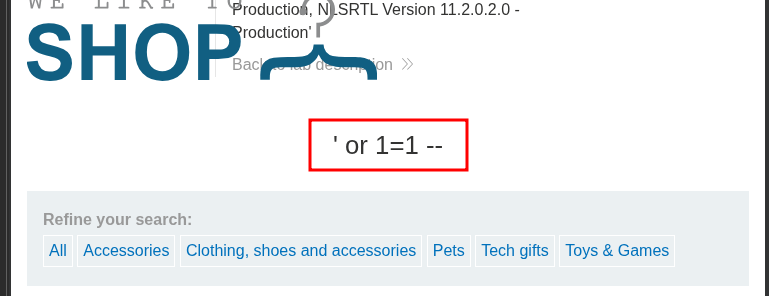 WE LIKE T
SHOP
Production, NLSRTL Version 11.2.0.2.0 -
Production'
Back to lab description
' or 1=1 --
Refine your search:
All Accessories Clothing, shoes and accessories Pets Tech gifts Toys & Games